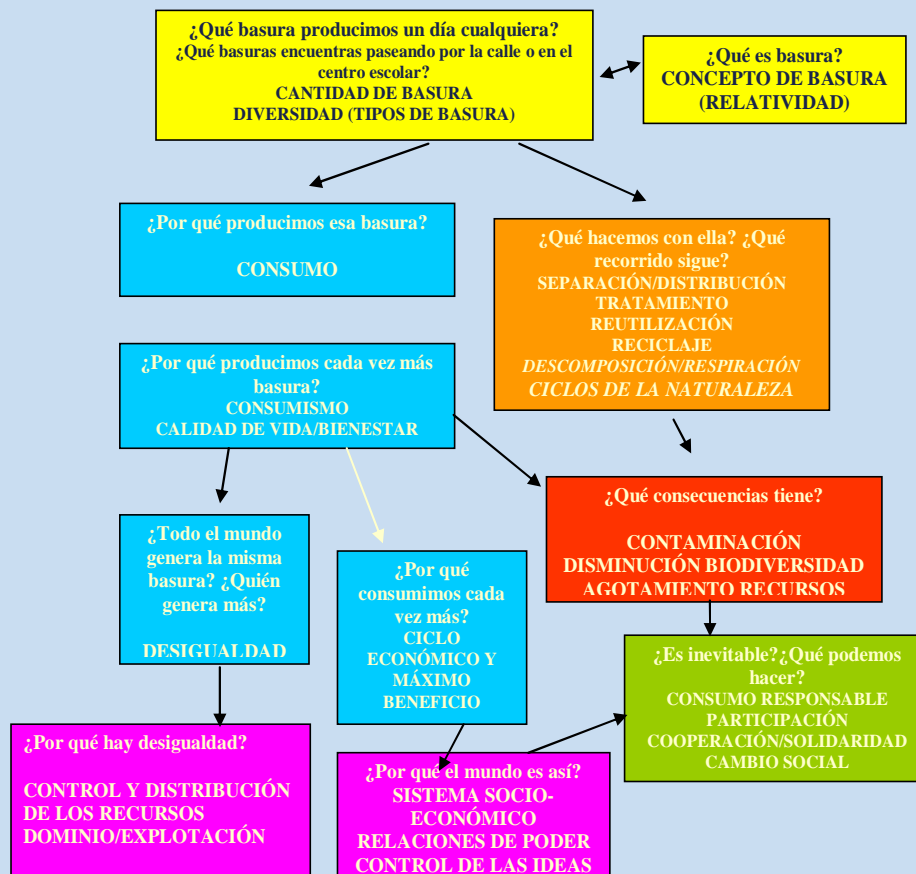 ¿Qué basura producimos un día cualquiera?
¿Qué basuras encuentras paseando por la calle o en el
centro escolar?
CANTIDAD DE BASURA
DIVERSIDAD (TIPOS DE BASURA)
¿Qué es basura?
CONCEPTO DE BASURA
(RELATIVIDAD)
¿Por qué producimos esa basura?
CONSUMO
¿Qué hacemos con ella? ¿Qué
recorrido sigue?
SEPARACIÓN/DISTRIBUCIÓN
TRATAMIENTO
REUTILIZACIÓN
RECICLAJE
DESCOMPOSICIÓN/RESPIRACIÓN
CICLOS DE LA NATURALEZA
¿Por qué producimos cada vez más
basura?
CONSUMISMO
CALIDAD DE VIDA/BIENESTAR
¿Qué consecuencias tiene?
CONTAMINACIÓN
DISMINUCIÓN BIODIVERSIDAD
AGOTAMIENTO RECURSOS
¿Todo el mundo
genera la misma
basura? ¿Quién
genera más?
DESIGUALDAD
¿Por qué
consumimos cada
vez más?
CICLO
ECONÓMICO Y
MÁXIMO
BENEFICIO
¿Es inevitable?¿Qué podemos
hacer?
CONSUMO RESPONSABLE
PARTICIPACIÓN
COOPERACIÓN/SOLIDARIDAD
CAMBIO SOCIAL
¿Por qué hay desigualdad?
CONTROL Y DISTRIBUCIÓN
DE LOS RECURSOS
DOMINIO/EXPLOTACIÓN
¿Por qué el mundo es así?
SISTEMA SOCIO-
ECONÓMICO
RELACIONES DE PODER
CONTROL DE LAS IDEAS